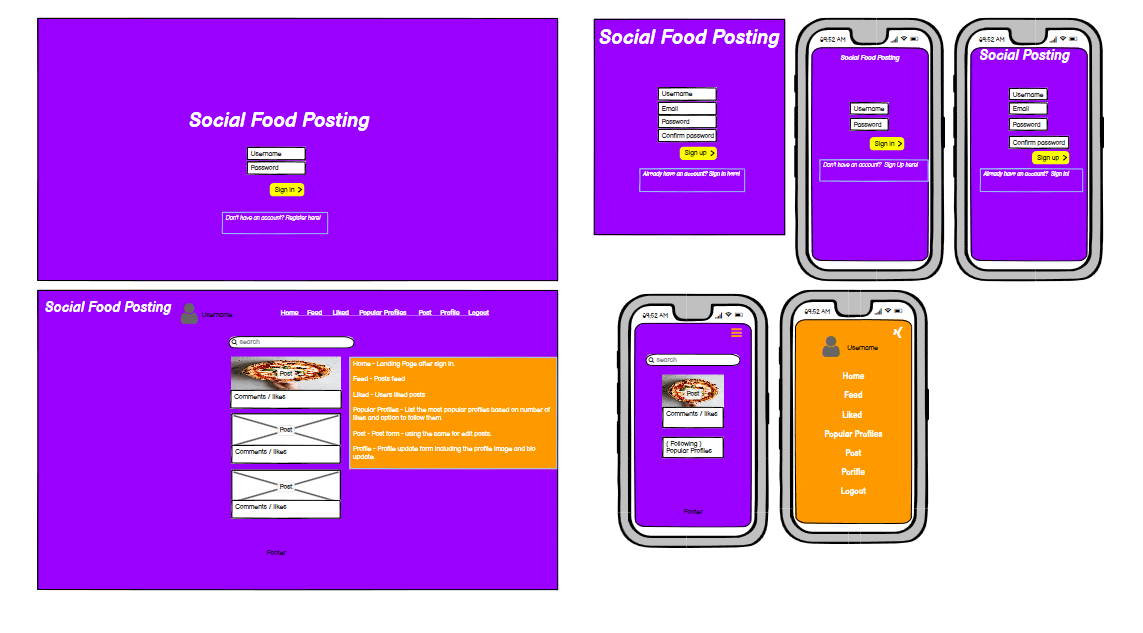 Social Food Posting
Username
Password
Sign in
Don't have an account? Register here!
Social Food Posting
Username
Email
Password
Confirm password
Sign up
Already have an account? Sign in here!
09:52 AM
Social Food Posting
Username
Password
Sign in
Don't have an account? Sign Up here!
09:52 AM
Social Posting
Username
Email
Password
Confirm password
Sign up
Already have an account? Sign in!
Social Food Posting
Username
Home Feed Liked Popular Profiles Post Profile Logout
search
Post
Comments / likes
Post
Comments / likes
Post
Comments / likes
Home - Landing Page after sign in.
Feed - Posts feed
Liked - Users liked posts
Popular Profiles - List the most popular profiles based on number of
likes and option to follow them.
Post - Post form - using the same for edit posts.
Profile - Profile update form including the profile image and bio
update.
Footer
09:52 AM
search
Post
Comments / likes
( Following )
Popular Profiles
Footer
09:52 AM
Username
Home
Feed
Liked
Popular Profiles
Post
Porifle
Logout